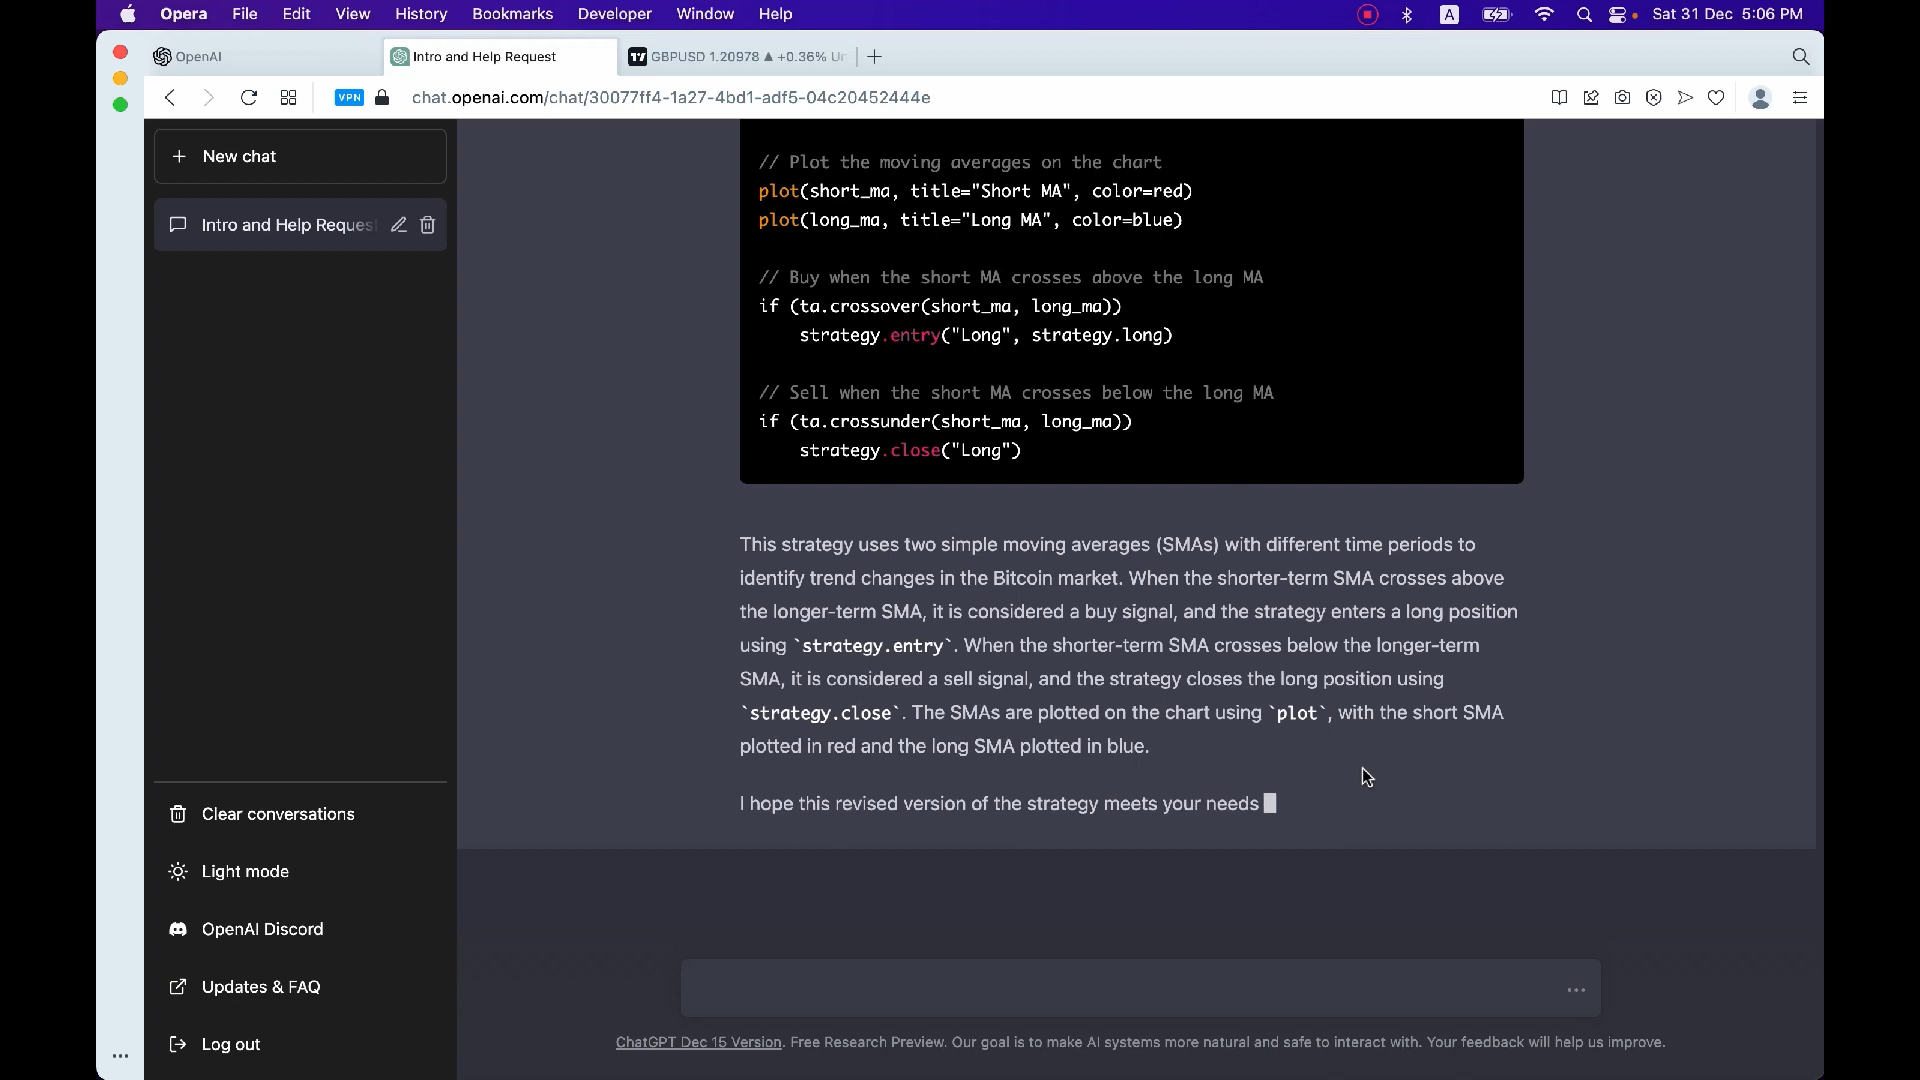 Opera File Edit View History Bookmarks Developer Window Help A Sat 31 Dec 5:06 PM
OpenAI Intro and Help Request GBPUSD 1.20978 ▲ +0.36% Un
VPN chat.openai.com/chat/30077ff4-1a27-4bd1-adf5-04c20452444e
+ New chat
Intro and Help Reques
// Plot the moving averages on the chart
plot(short_ma, title="Short MA", color=red)
plot(long_ma, title="Long MA", color=blue)
// Buy when the short MA crosses above the long MA
if (ta.crossover(short_ma, long_ma))
strategy.entry("Long", strategy.long)
// Sell when the short MA crosses below the long MA
if (ta.crossunder(short_ma, long_ma))
strategy.close("Long")
This strategy uses two simple moving averages (SMAs) with different time periods to
identify trend changes in the Bitcoin market. When the shorter-term SMA crosses above
the longer-term SMA, it is considered a buy signal, and the strategy enters a long position
using `strategy.entry`. When the shorter-term SMA crosses below the longer-term
SMA, it is considered a sell signal, and the strategy closes the long position using
`strategy.close`. The SMAs are plotted on the chart using `plot`, with the short SMA
plotted in red and the long SMA plotted in blue.
I hope this revised version of the strategy meets your needs
Clear conversations
Light mode
OpenAI Discord
Updates & FAQ
Log out
ChatGPT Dec 15 Version. Free Research Preview. Our goal is to make AI systems more natural and safe to interact with. Your feedback will help us improve.